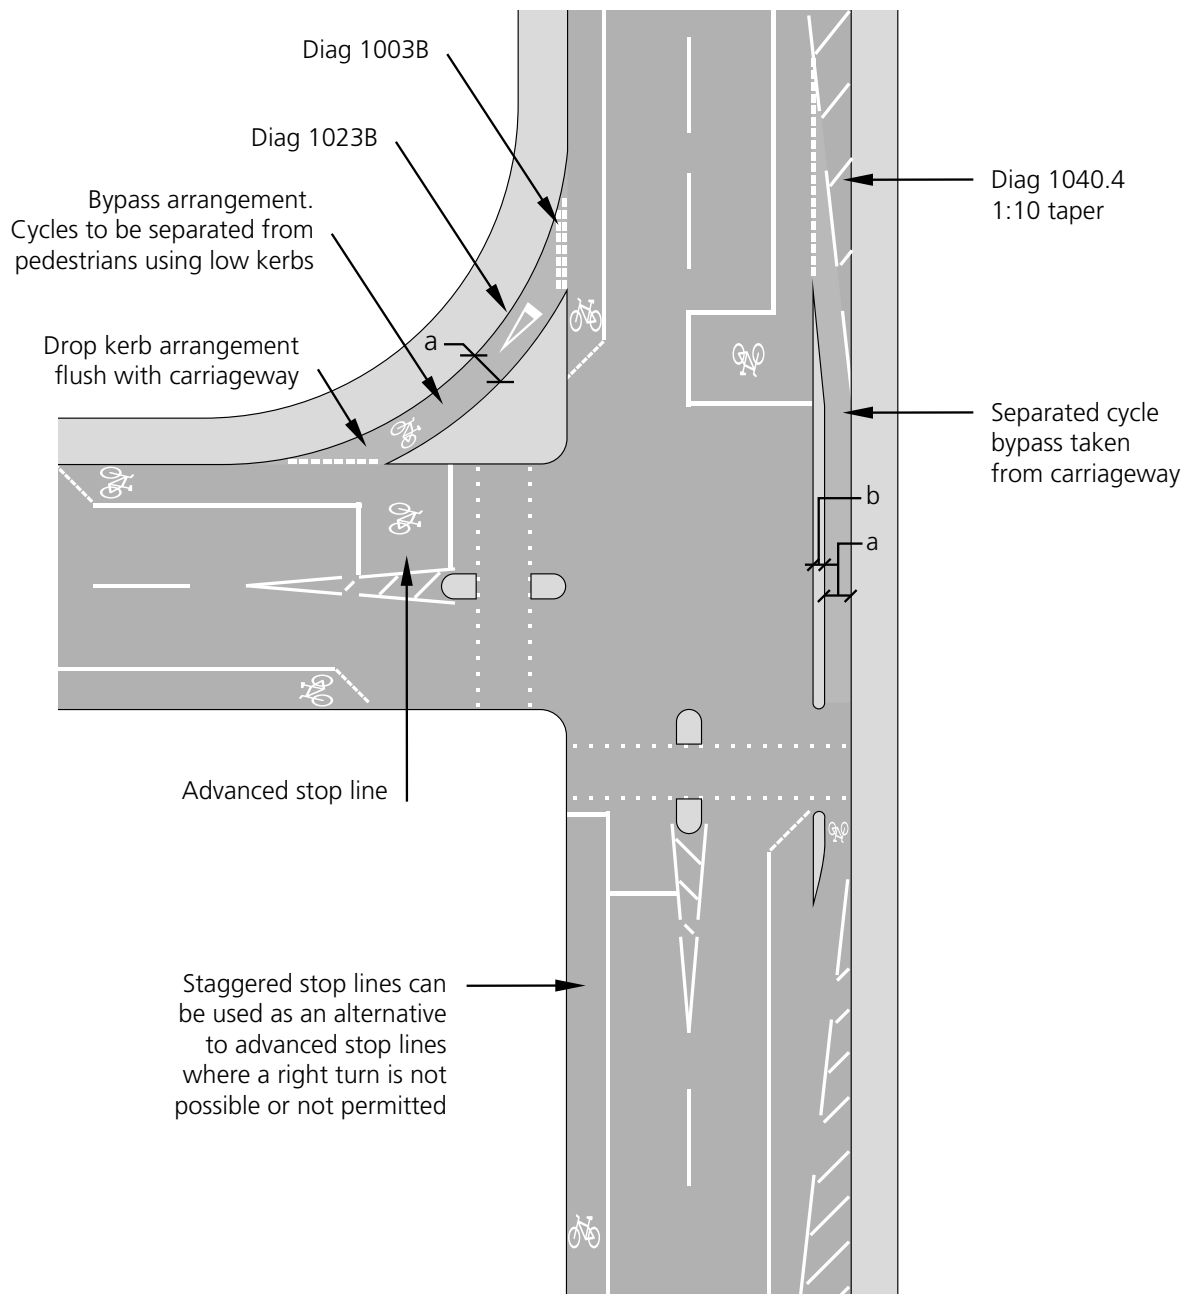 Diag 1003B
Diag 1023B
Bypass arrangement.
Cycles to be separated from
pedestrians using low kerbs
Drop kerb arrangement
flush with carriageway
a
Diag 1040.4
1:10 taper
Separated cycle
bypass taken
from carriageway
b
a
Advanced stop line
Staggered stop lines can
be used as an alternative
to advanced stop lines
where a right turn is not
possible or not permitted